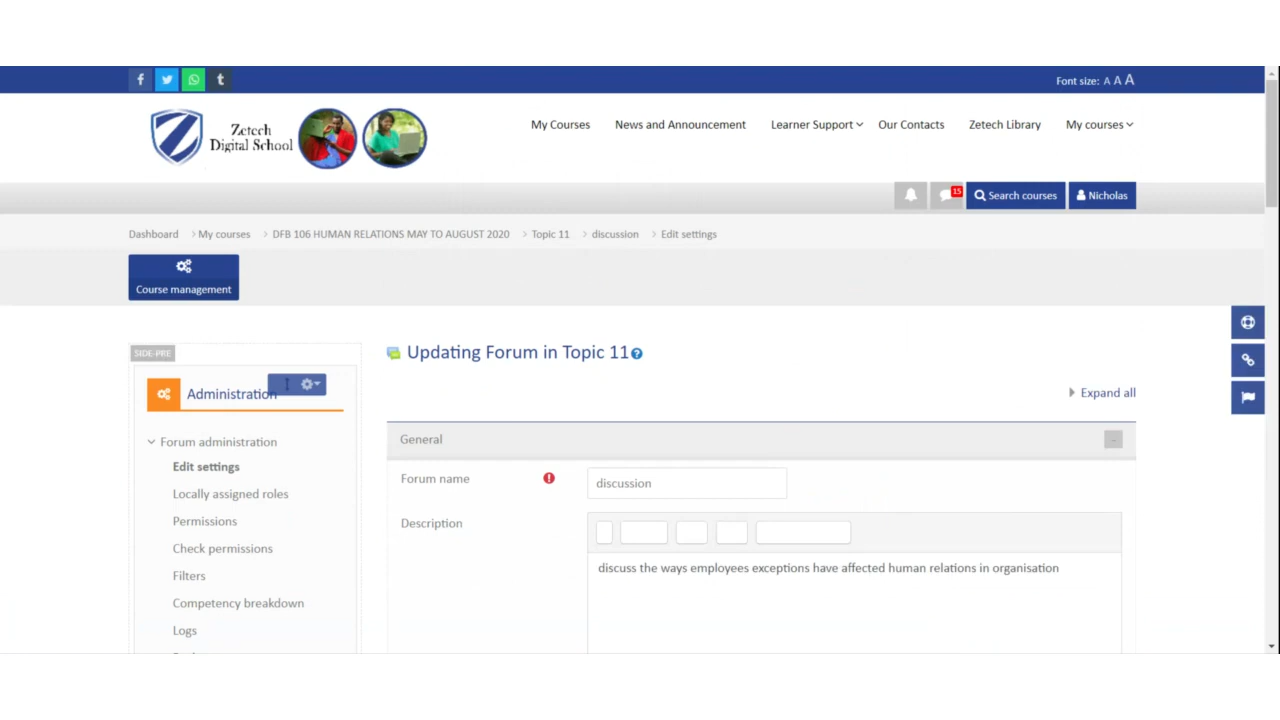 Font size: A A A
Zetech
Digital School
My Courses News and Announcement Learner Support Our Contacts Zetech Library My courses
15 Search courses Nicholas
Dashboard My courses DFB 106 HUMAN RELATIONS MAY TO AUGUST 2020 Topic 11 discussion Edit settings
Course management
SIDE-PRE
Updating Forum in Topic 11
Administration
Expand all
General
Forum administration
Edit settings
Forum name
discussion
Locally assigned roles
Permissions
Description
Check permissions
discuss the ways employees exceptions have affected human relations in organisation
Filters
Competency breakdown
Logs